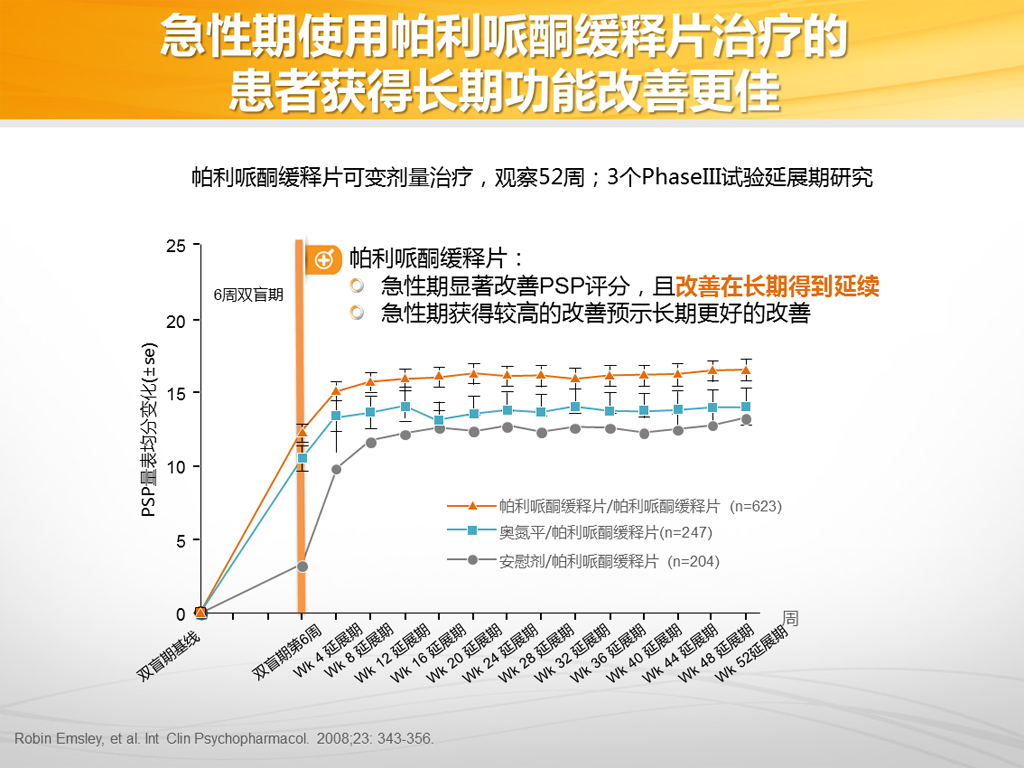 急性期使用帕利哌酮缓释片治疗的
患者获得长期功能改善更佳
帕利哌酮缓释片可变剂量治疗，观察52周；3个PhaseIII试验延展期研究
帕利哌酮缓释片：
急性期显著改善PSP评分，且改善在长期得到延续
急性期获得较高的改善预示长期更好的改善
6周双盲期
PSP量表均分变化(±se)
25
20
15
10
5
0
帕利哌酮缓释片/帕利哌酮缓释片 (n=623)
奥氮平/帕利哌酮缓释片(n=247)
安慰剂/帕利哌酮缓释片 (n=204)
周
双盲期基线
双盲期第6周
Wk 4 延展期
Wk 8 延展期
Wk 12 延展期
Wk 16 延展期
Wk 20 延展期
Wk 24 延展期
Wk 28 延展期
Wk 32 延展期
Wk 36 延展期
Wk 40 延展期
Wk 44 延展期
Wk 48 延展期
Wk 52延展期
Robin Emsley, et al. Int Clin Psychopharmacol. 2008;23: 343-356.